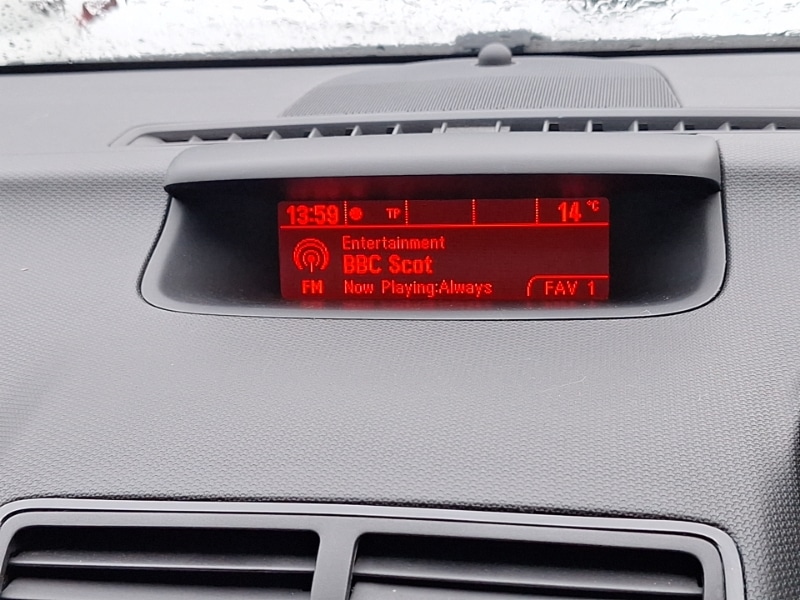 13:59 TP 14 °C
Entertainment
BBC Scot
FM Now Playing:Always FAV 1